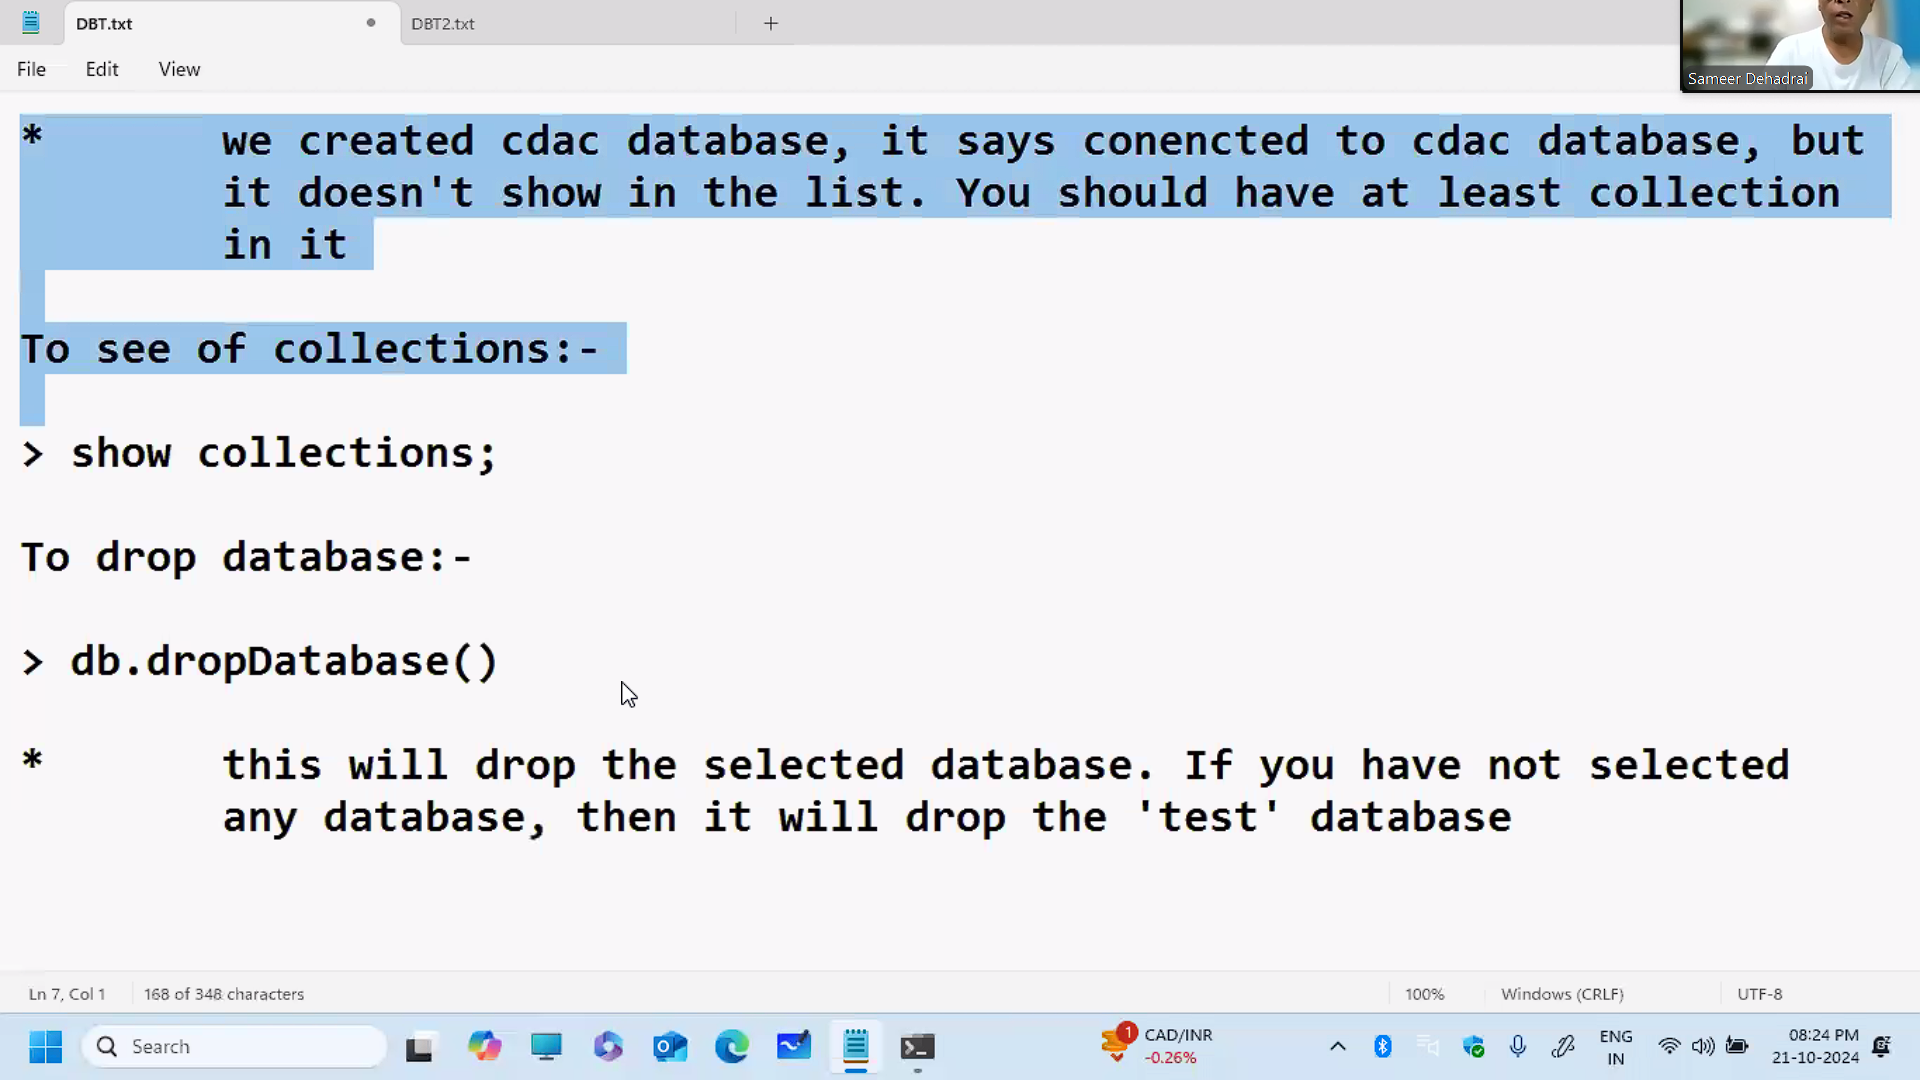 DBT.txt
DBT2.txt
File Edit View
Sameer Dehadrai
* we created cdac database, it says conencted to cdac database, but
it doesn't show in the list. You should have at least collection
in it
To see of collections:-
> show collections;
To drop database:-
> db.dropDatabase()
* this will drop the selected database. If you have not selected
any database, then it will drop the 'test' database
Ln 7, Col 1 168 of 348 characters 100% Windows (CRLF) UTF-8
Search
1
CAD/INR
-0.26%
ENG
IN
08:24 PM
21-10-2024